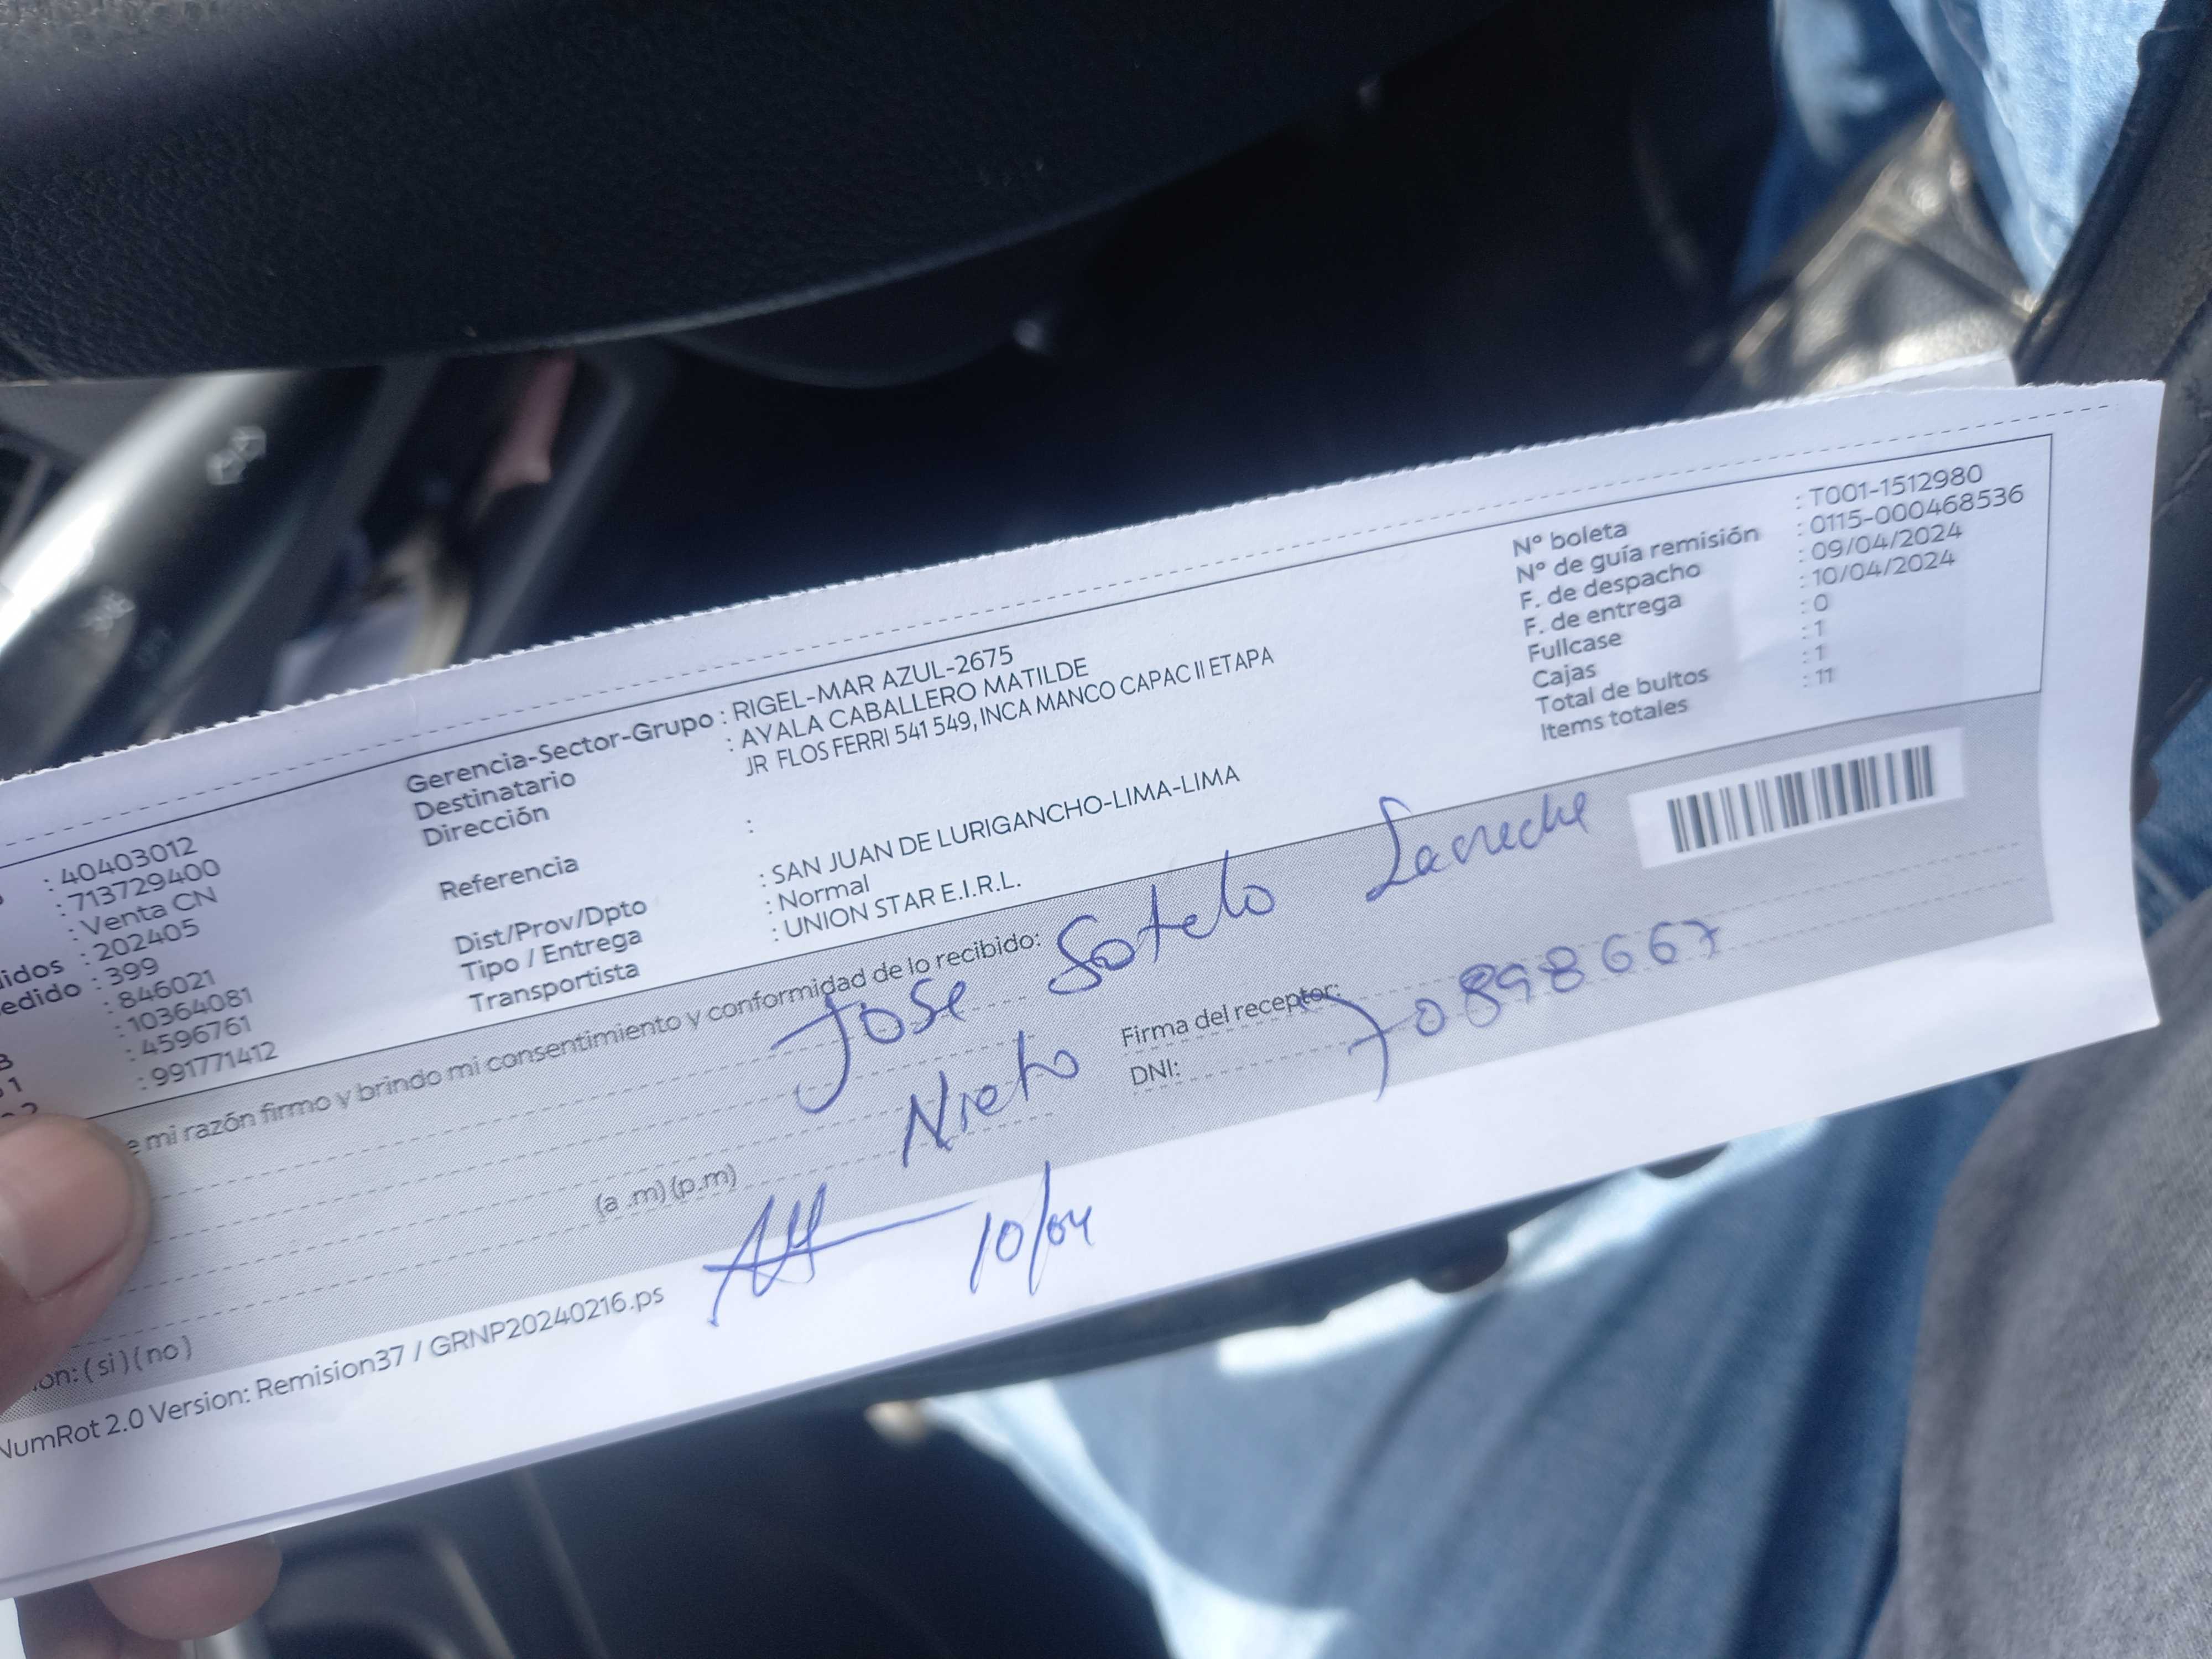 : 40403012
: 713729400
: Venta CN
idos : 202405
edido : 399
: 846021
: 10364081
: 4596761
: 991771412
Gerencia-Sector-Grupo : RIGEL-MAR AZUL-2675
Destinatario : AYALA CABALLERO MATILDE
Dirección JR FLOS FERRI 541 549, INCA MANCO CAPAC II ETAPA
Referencia :
Dist/Prov/Dpto : SAN JUAN DE LURIGANCHO-LIMA-LIMA
Tipo / Entrega : Normal
Transportista : UNION STAR E.I.R.L.
N° boleta : T001-1512980
N° de guía remisión : 0115-000468536
F. de despacho : 09/04/2024
F. de entrega : 10/04/2024
Fullcase : 0
Cajas : 1
Total de bultos : 1
Items totales : 11
e mi razón firmo y brindo mi consentimiento y conformidad de lo recibido:
Jose Sotelo
Nieto
Firma del receptor:
DNI: 70898667
(a .m) (p.m)
10/04
on: ( si ) ( no )
NumRot 2.0 Version: Remision37 / GRNP20240216.ps